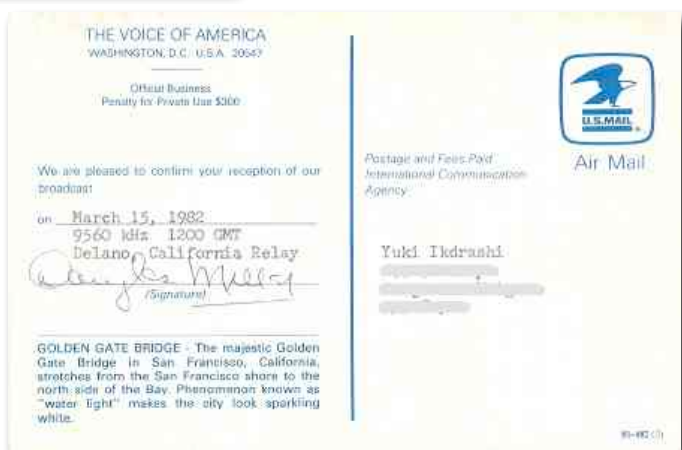 THE VOICE OF AMERICA
WASHINGTON, D.C. U.S.A. 20547
Official Business
Penalty for Private Use $300
We are pleased to confirm your reception of our
broadcast
on March 15, 1982
9560 kHz 1200 GMT
Delano, California Relay
(Signature)
GOLDEN GATE BRIDGE - The majestic Golden
Gate Bridge in San Francisco, California,
stretches from the San Francisco shore to the
north side of the Bay. Phenomenon known as
"water light" makes the city look sparkling
white.
U.S.MAIL
Air Mail
Postage and Fees Paid
International Communication
Agency
Yuki Ikdrashi